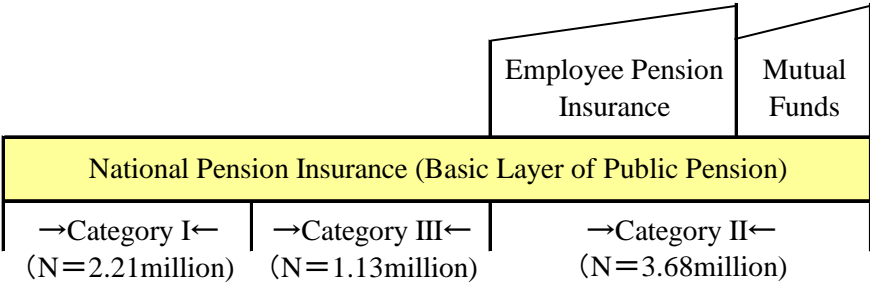 Employee Pension
Insurance
Mutual
Funds
National Pension Insurance (Basic Layer of Public Pension)
→Category I←
（N＝2.21million)
→Category III←
（N＝1.13million)
→Category II←
（N＝3.68million)